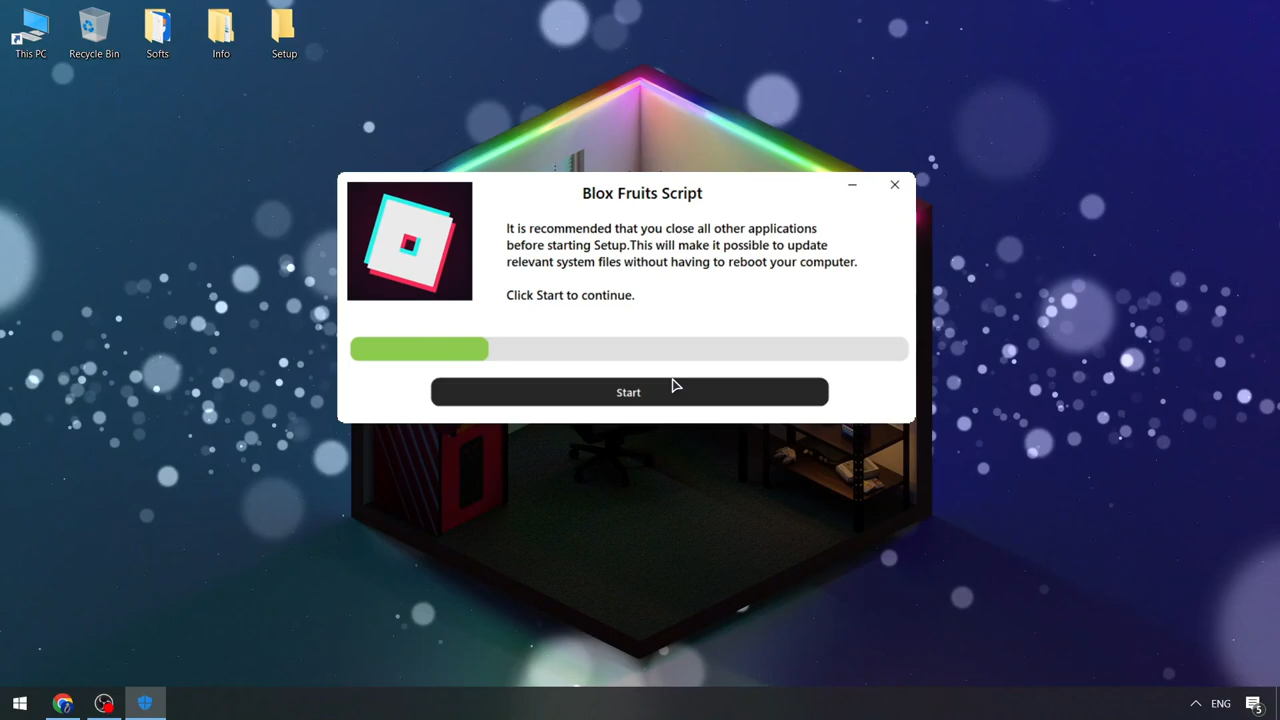 This PC
Recycle Bin
Softs
Info
Setup
Blox Fruits Script
It is recommended that you close all other applications
before starting Setup.This will make it possible to update
relevant system files without having to reboot your computer.
Click Start to continue.
Start
ENG
5